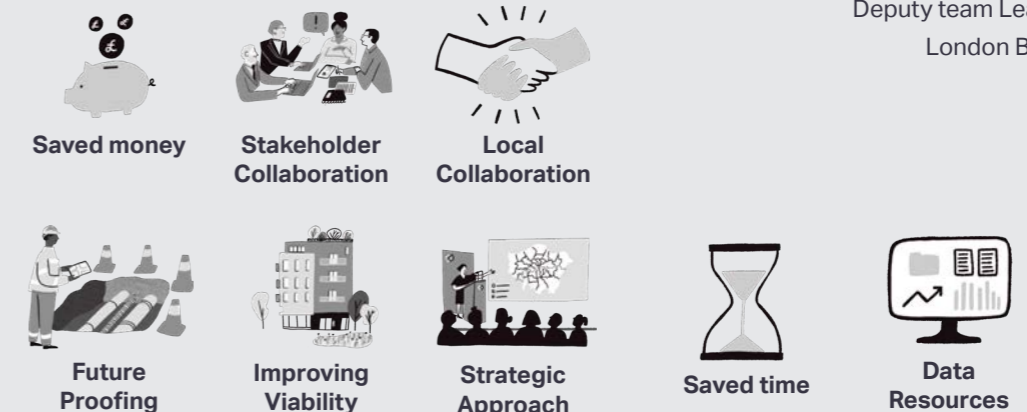 Deputy team Lea
London B
Saved money
Stakeholder
Collaboration
Local
Collaboration
Future
Proofing
Improving
Viability
Strategic
Approach
Saved time
Data
Resources